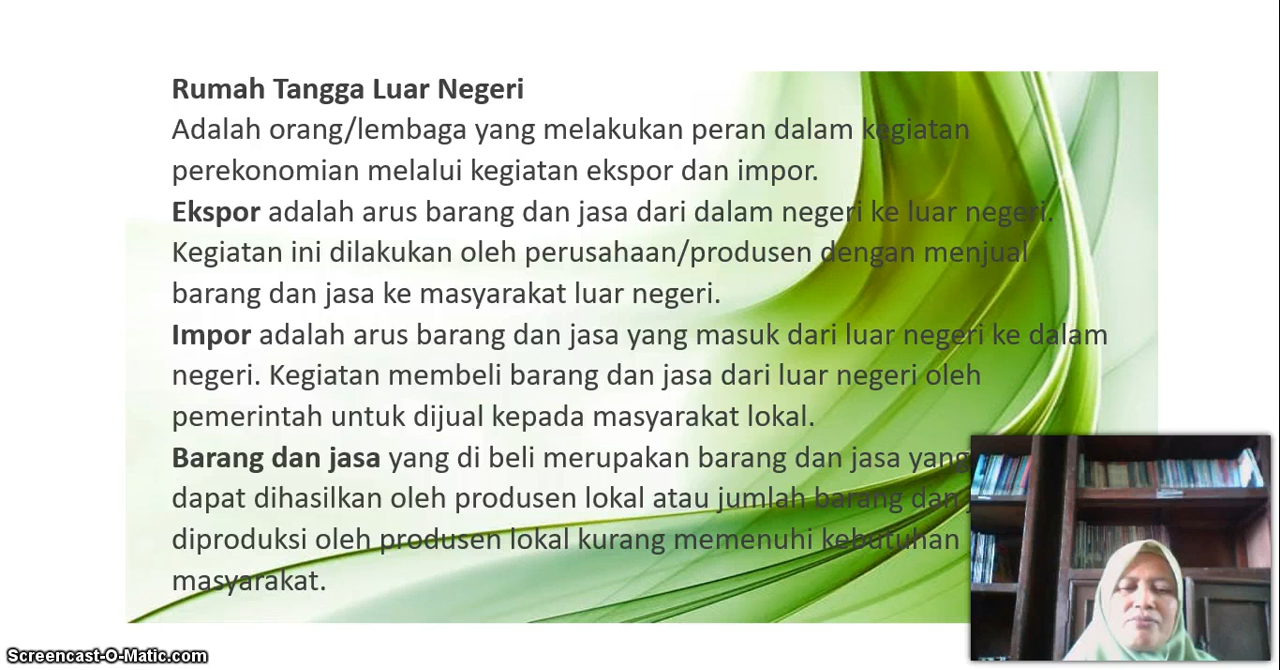 Rumah Tangga Luar Negeri
Adalah orang/lembaga yang melakukan peran dalam kegiatan
perekonomian melalui kegiatan ekspor dan impor.
Ekspor adalah arus barang dan jasa dari dalam negeri ke luar negeri.
Kegiatan ini dilakukan oleh perusahaan/produsen dengan menjual
barang dan jasa ke masyarakat luar negeri.
Impor adalah arus barang dan jasa yang masuk dari luar negeri ke dalam
negeri. Kegiatan membeli barang dan jasa dari luar negeri oleh
pemerintah untuk dijual kepada masyarakat lokal.
Barang dan jasa yang di beli merupakan barang dan jasa yang
dapat dihasilkan oleh produsen lokal atau jumlah barang dan
diproduksi oleh produsen lokal kurang memenuhi kebutuhan
masyarakat.
Screencast-O-Matic.com